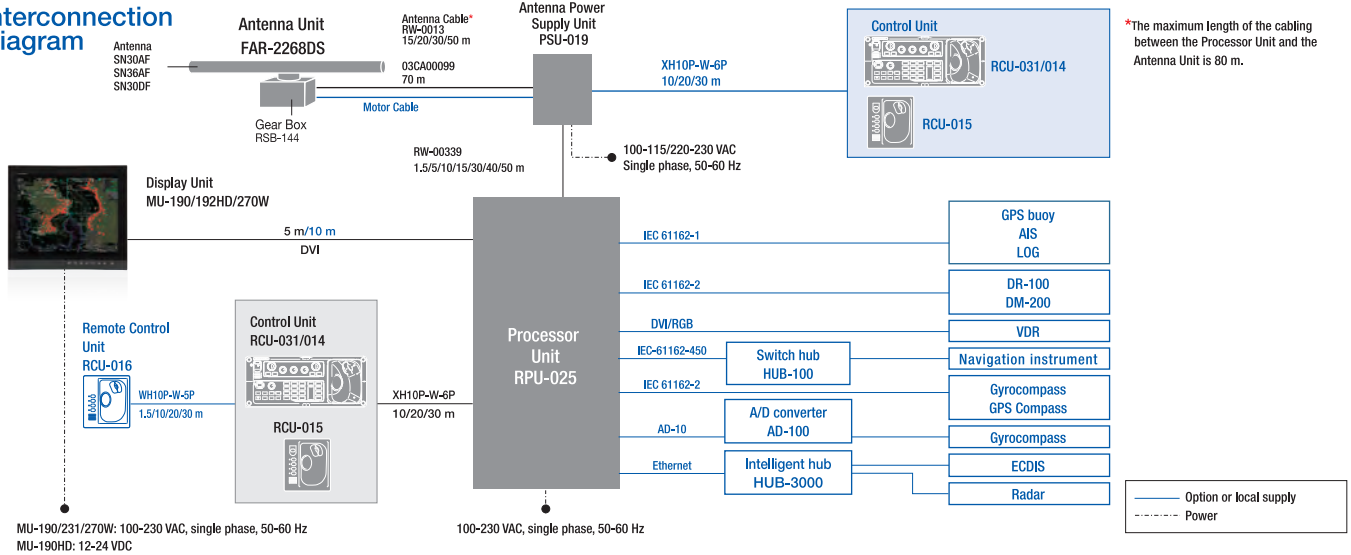 nterconnection
iagram
Antenna
SN30AF
SN36AF
SN30DF
Antenna Unit
FAR-2268DS
Gear Box
RSB-144
Antenna Cable*
RW-0013
15/20/30/50 m
03CA00099
70 m
Motor Cable
Antenna Power
Supply Unit
PSU-019
XH10P-W-6P
10/20/30 m
Control Unit
RCU-031/014
RCU-015
*The maximum length of the cabling
between the Processor Unit and the
Antenna Unit is 80 m.
RW-00339
1.5/5/10/15/30/40/50 m
100-115/220-230 VAC
Single phase, 50-60 Hz
Display Unit
MU-190/192HD/270W
5 m/10 m
DVI
Remote Control
Unit
RCU-016
WH10P-W-5P
1.5/10/20/30 m
Control Unit
RCU-031/014
RCU-015
XH10P-W-6P
10/20/30 m
Processor
Unit
RPU-025
IEC 61162-1
GPS buoy
AIS
LOG
IEC 61162-2
DR-100
DM-200
DVI/RGB
VDR
IEC-61162-450
Switch hub
HUB-100
Navigation instrument
IEC 61162-2
Gyrocompass
GPS Compass
AD-10
A/D converter
AD-100
Gyrocompass
Ethernet
Intelligent hub
HUB-3000
ECDIS
Radar
MU-190/231/270W: 100-230 VAC, single phase, 50-60 Hz
MU-190HD: 12-24 VDC
100-230 VAC, single phase, 50-60 Hz
Option or local supply
Power